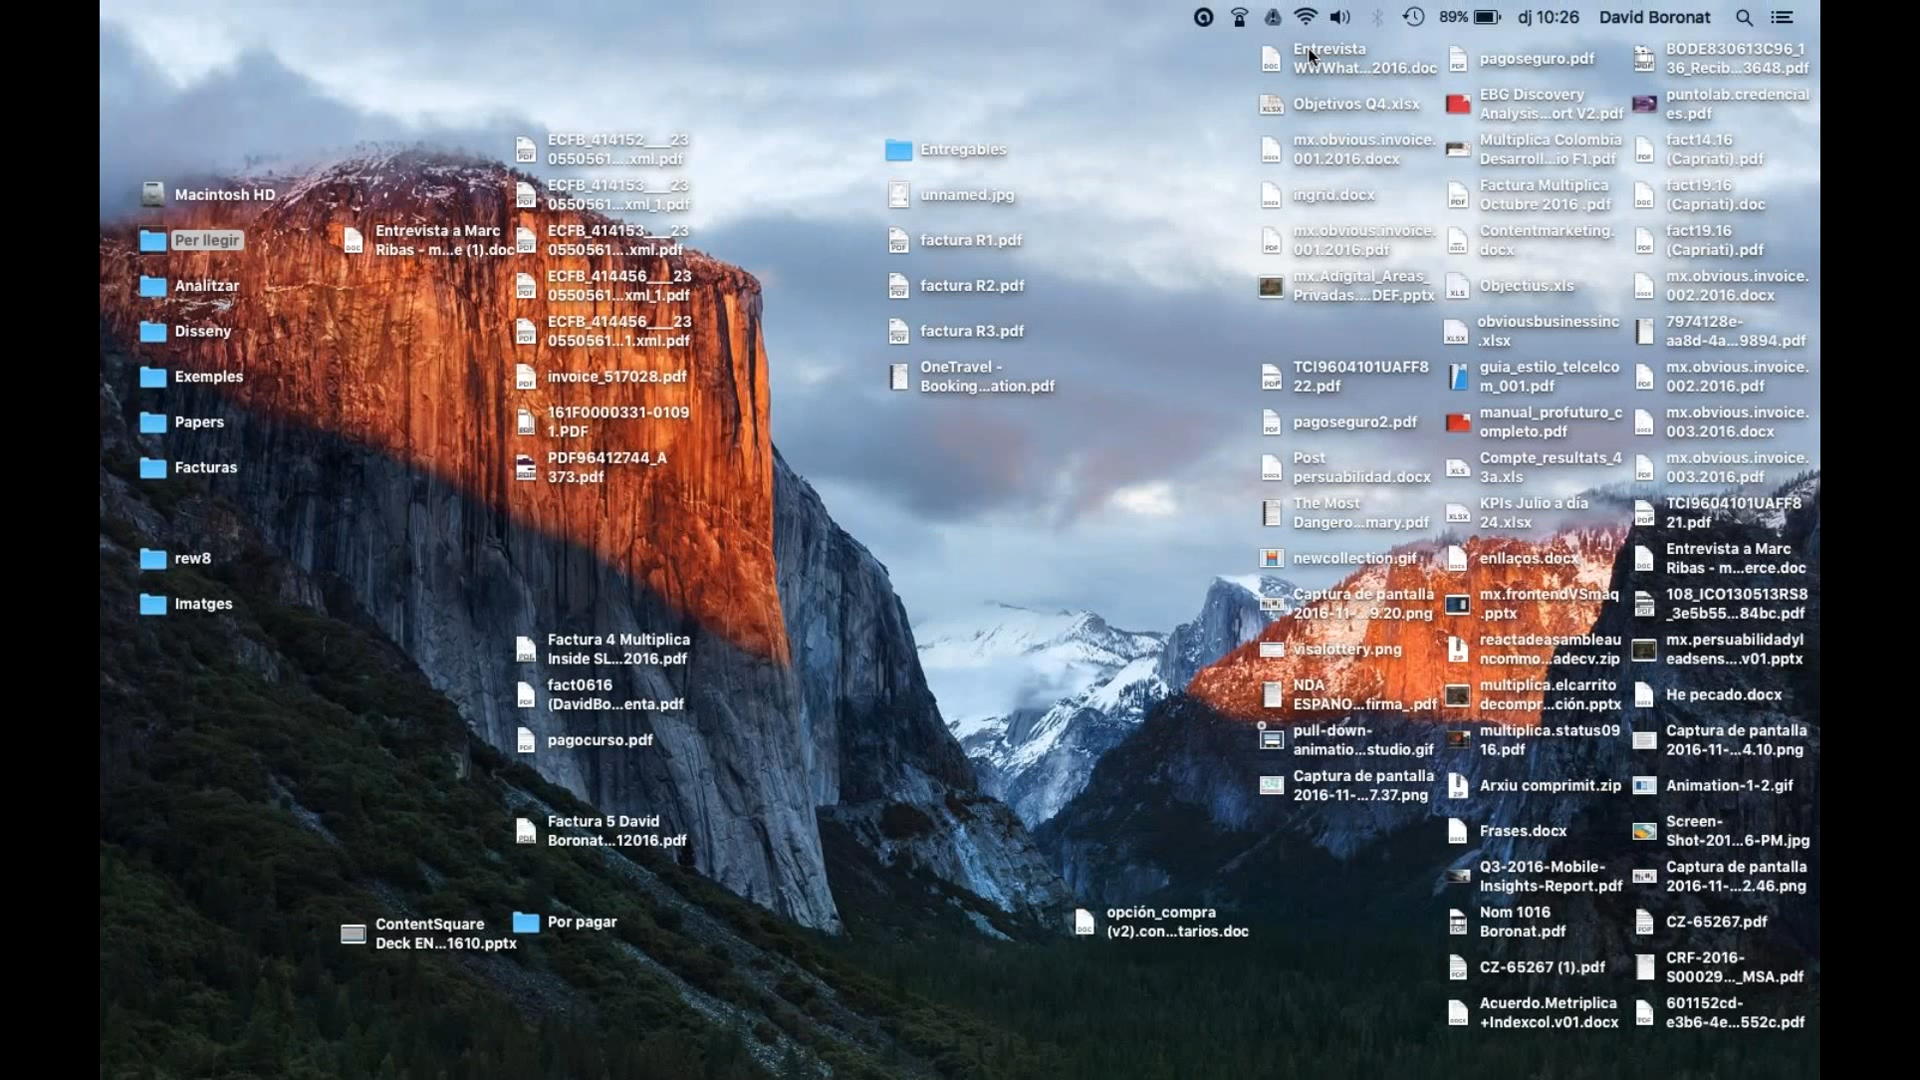 89%
dj 10:26
David Boronat
Macintosh HD
Per llegir
Analitzar
Disseny
Exemples
Papers
Facturas
rew8
Imatges
Entrevista a Marc
Ribas - m...e (1).doc
ContentSquare
Deck EN...1610.pptx
ECFB_414152____23
0550561....xml.pdf
ECFB_414153____23
0550561...xml_1.pdf
ECFB_414153____23
0550561....xml.pdf
ECFB_414456____23
0550561...xml_1.pdf
ECFB_414456____23
0550561...1.xml.pdf
invoice_517028.pdf
161F0000331-0109
1.PDF
PDF96412744_A
373.pdf
Factura 4 Multiplica
Inside SL...2016.pdf
fact0616
(DavidBo...enta.pdf
pagocurso.pdf
Factura 5 David
Boronat...12016.pdf
Por pagar
Entregables
unnamed.jpg
factura R1.pdf
factura R2.pdf
factura R3.pdf
OneTravel -
Booking...ation.pdf
opción_compra
(v2).con...tarios.doc
Entrevista
WWWhat...2016.doc
Objetivos Q4.xlsx
mx.obvious.invoice.
001.2016.docx
ingrid.docx
mx.obvious.invoice.
001.2016.pdf
mx.Adigital_Areas_
Privadas....DEF.pptx
TCI9604101UAFF8
22.pdf
pagoseguro2.pdf
Post
persuabilidad.docx
The Most
Dangero...mary.pdf
newcollection.gif
Captura de pantalla
2016-11-...9.20.png
visalottery.png
NDA
ESPAÑO...firma_.pdf
pull-down-
animatio...studio.gif
Captura de pantalla
2016-11-...7.37.png
pagoseguro.pdf
EBG Discovery
Analysis...ort V2.pdf
Multiplica Colombia
Desarroll...io F1.pdf
Factura Multiplica
Octubre 2016 .pdf
Contentmarketing.
docx
Objectius.xls
obviousbusinessinc
.xlsx
guia_estilo_telcelco
m_001.pdf
manual_profuturo_c
ompleto.pdf
Compte_resultats_4
3a.xls
KPIs Julio a día
24.xlsx
enllaços.docx
mx.frontendVSmaq
.pptx
reactadeasambleau
ncommo...adecv.zip
multiplica.elcarrito
decompr...ción.pptx
multiplica.status09
16.pdf
Arxiu comprimit.zip
Frases.docx
Q3-2016-Mobile-
Insights-Report.pdf
Nom 1016
Boronat.pdf
CZ-65267 (1).pdf
Acuerdo.Metriplica
+Indexcol.v01.docx
BODE830613C96_1
36_Recib...3648.pdf
puntolab.credencial
es.pdf
fact14.16
(Capriati).pdf
fact19.16
(Capriati).doc
fact19.16
(Capriati).pdf
mx.obvious.invoice.
002.2016.docx
7974128e-
aa8d-4a...9894.pdf
mx.obvious.invoice.
002.2016.pdf
mx.obvious.invoice.
003.2016.docx
mx.obvious.invoice.
003.2016.pdf
TCI9604101UAFF8
21.pdf
Entrevista a Marc
Ribas - m...erce.doc
108_ICO130513RS8
_3e5b55...84bc.pdf
mx.persuabilidadyl
eadsens....v01.pptx
He pecado.docx
Captura de pantalla
2016-11-...4.10.png
Animation-1-2.gif
Screen-
Shot-201...6-PM.jpg
Captura de pantalla
2016-11-...2.46.png
CZ-65267.pdf
CRF-2016-
S00029..._MSA.pdf
601152cd-
e3b6-4e...552c.pdf